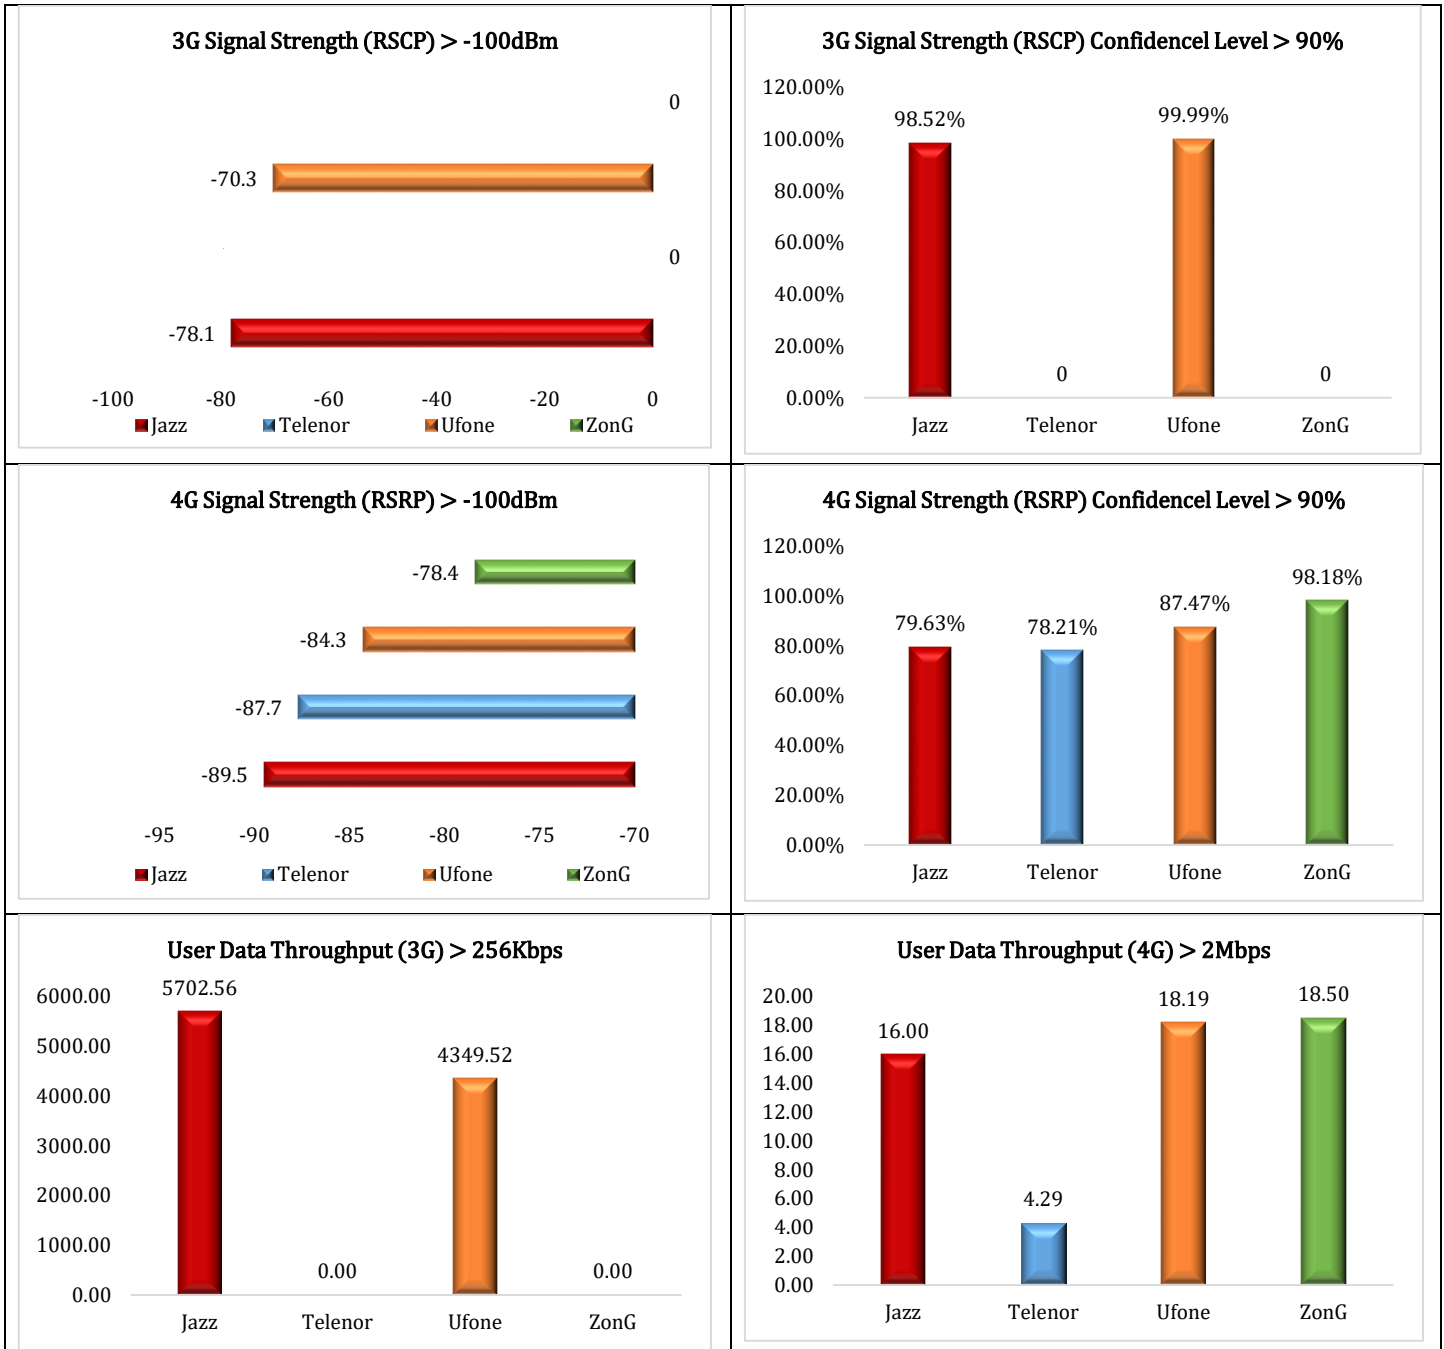 3G Signal Strength (RSCP) > -100dBm
0
-70.3
0
-78.1
-100 -80 -60 -40 -20 0
Jazz Telenor Ufone ZonG
3G Signal Strength (RSCP) Confidencel Level > 90%
120.00%
100.00%
80.00%
60.00%
40.00%
20.00%
0.00%
98.52% 0 99.99% 0
Jazz Telenor Ufone ZonG
4G Signal Strength (RSRP) > -100dBm
-78.4
-84.3
-87.7
-89.5
-95 -90 -85 -80 -75 -70
Jazz Telenor Ufone ZonG
4G Signal Strength (RSRP) Confidencel Level > 90%
120.00%
100.00%
80.00%
60.00%
40.00%
20.00%
0.00%
79.63% 78.21% 87.47% 98.18%
Jazz Telenor Ufone ZonG
User Data Throughput (3G) > 256Kbps
6000.00
5000.00
4000.00
3000.00
2000.00
1000.00
0.00
5702.56 0.00 4349.52 0.00
Jazz Telenor Ufone ZonG
User Data Throughput (4G) > 2Mbps
20.00
18.00
16.00
14.00
12.00
10.00
8.00
6.00
4.00
2.00
0.00
16.00 4.29 18.19 18.50
Jazz Telenor Ufone ZonG